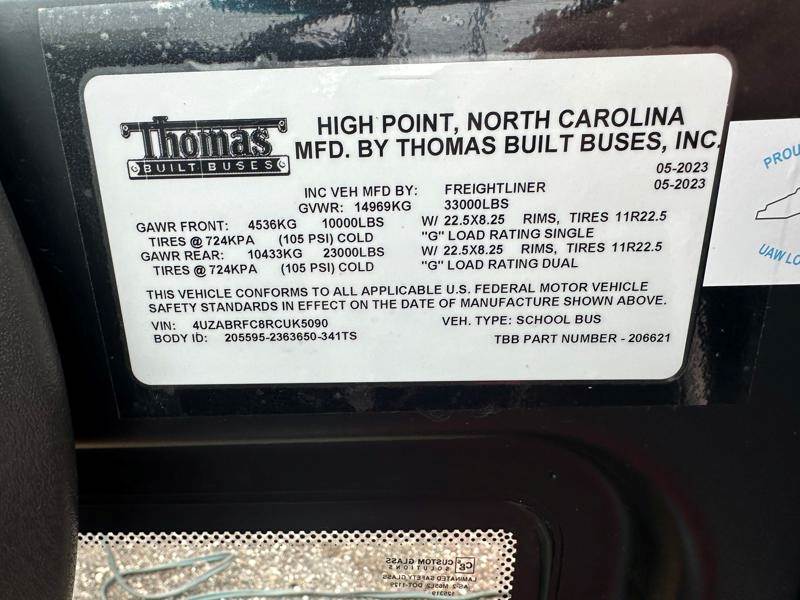 Thomas
BUILT BUSES
HIGH POINT, NORTH CAROLINA
MFD. BY THOMAS BUILT BUSES, INC.
05-2023
INC VEH MFD BY: FREIGHTLINER 05-2023
GVWR: 14969KG 33000LBS
GAWR FRONT: 4536KG 10000LBS W/ 22.5X8.25 RIMS, TIRES 11R22.5
TIRES @ 724KPA (105 PSI) COLD "G" LOAD RATING SINGLE
GAWR REAR: 10433KG 23000LBS W/ 22.5X8.25 RIMS, TIRES 11R22.5
TIRES @ 724KPA (105 PSI) COLD "G" LOAD RATING DUAL
THIS VEHICLE CONFORMS TO ALL APPLICABLE U.S. FEDERAL MOTOR VEHICLE
SAFETY STANDARDS IN EFFECT ON THE DATE OF MANUFACTURE SHOWN ABOVE.
VIN: 4UZABRFC8RCUK5090 VEH. TYPE: SCHOOL BUS
BODY ID: 205595-2363650-341TS TBB PART NUMBER - 206621
PROU
UAW LO
CUSTOM GLASS
SOLUTIONS
LAMINATED SAFETY GLASS